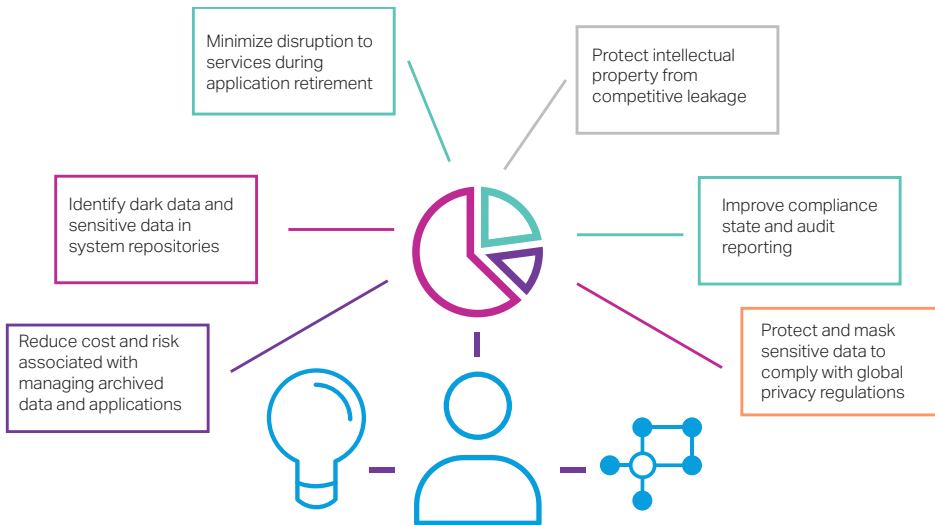 Minimize disruption to
services during
application retirement
Protect intellectual
property from
competitive leakage
Identify dark data and
sensitive data in
system repositories
Improve compliance
state and audit
reporting
Reduce cost and risk
associated with
managing archived
data and applications
Protect and mask
sensitive data to
comply with global
privacy regulations